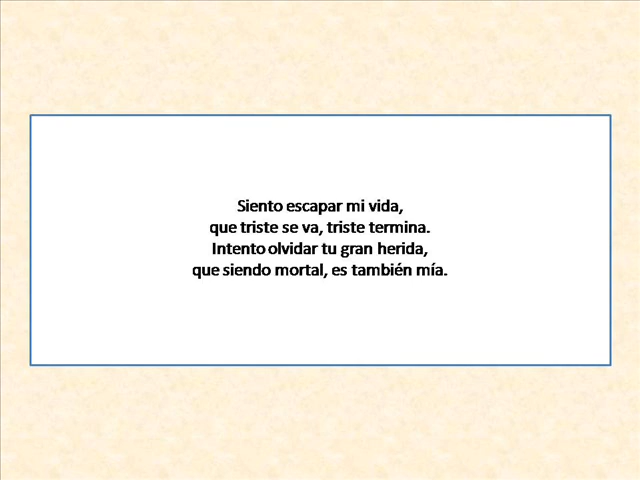 Siento escapar mi vida,
que triste se va, triste termina.
Intento olvidar tu gran herida,
que siendo mortal, es también mía.